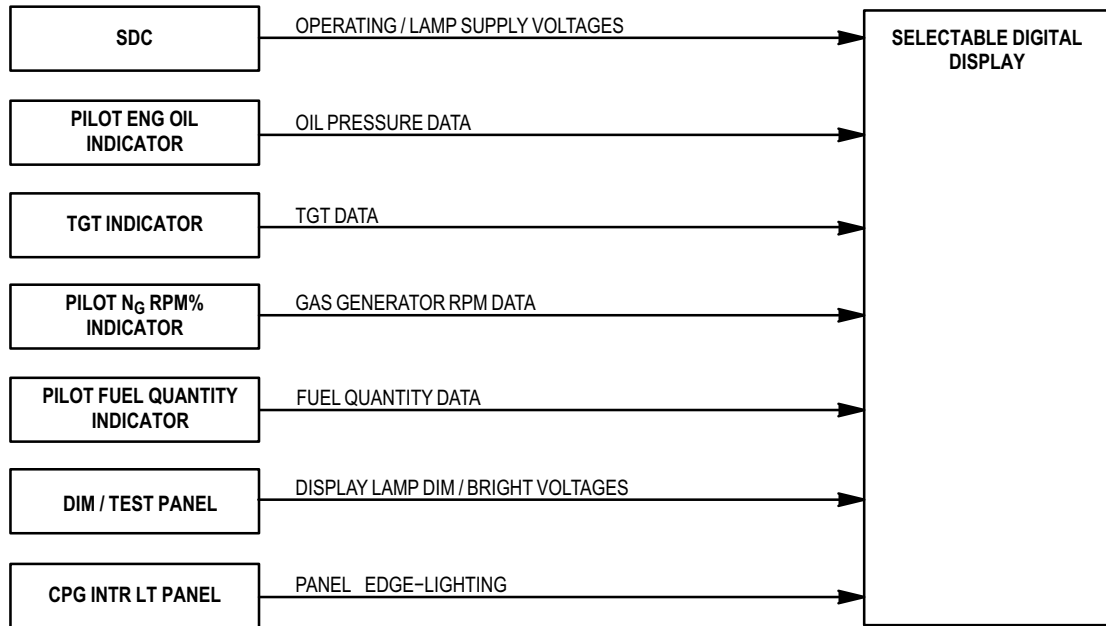 SDC
OPERATING / LAMP SUPPLY VOLTAGES
SELECTABLE DIGITAL
DISPLAY
PILOT ENG OIL
INDICATOR
OIL PRESSURE DATA
TGT INDICATOR
TGT DATA
PILOT NG RPM%
INDICATOR
GAS GENERATOR RPM DATA
PILOT FUEL QUANTITY
INDICATOR
FUEL QUANTITY DATA
DIM / TEST PANEL
DISPLAY LAMP DIM / BRIGHT VOLTAGES
CPG INTR LT PANEL
PANEL EDGE−LIGHTING